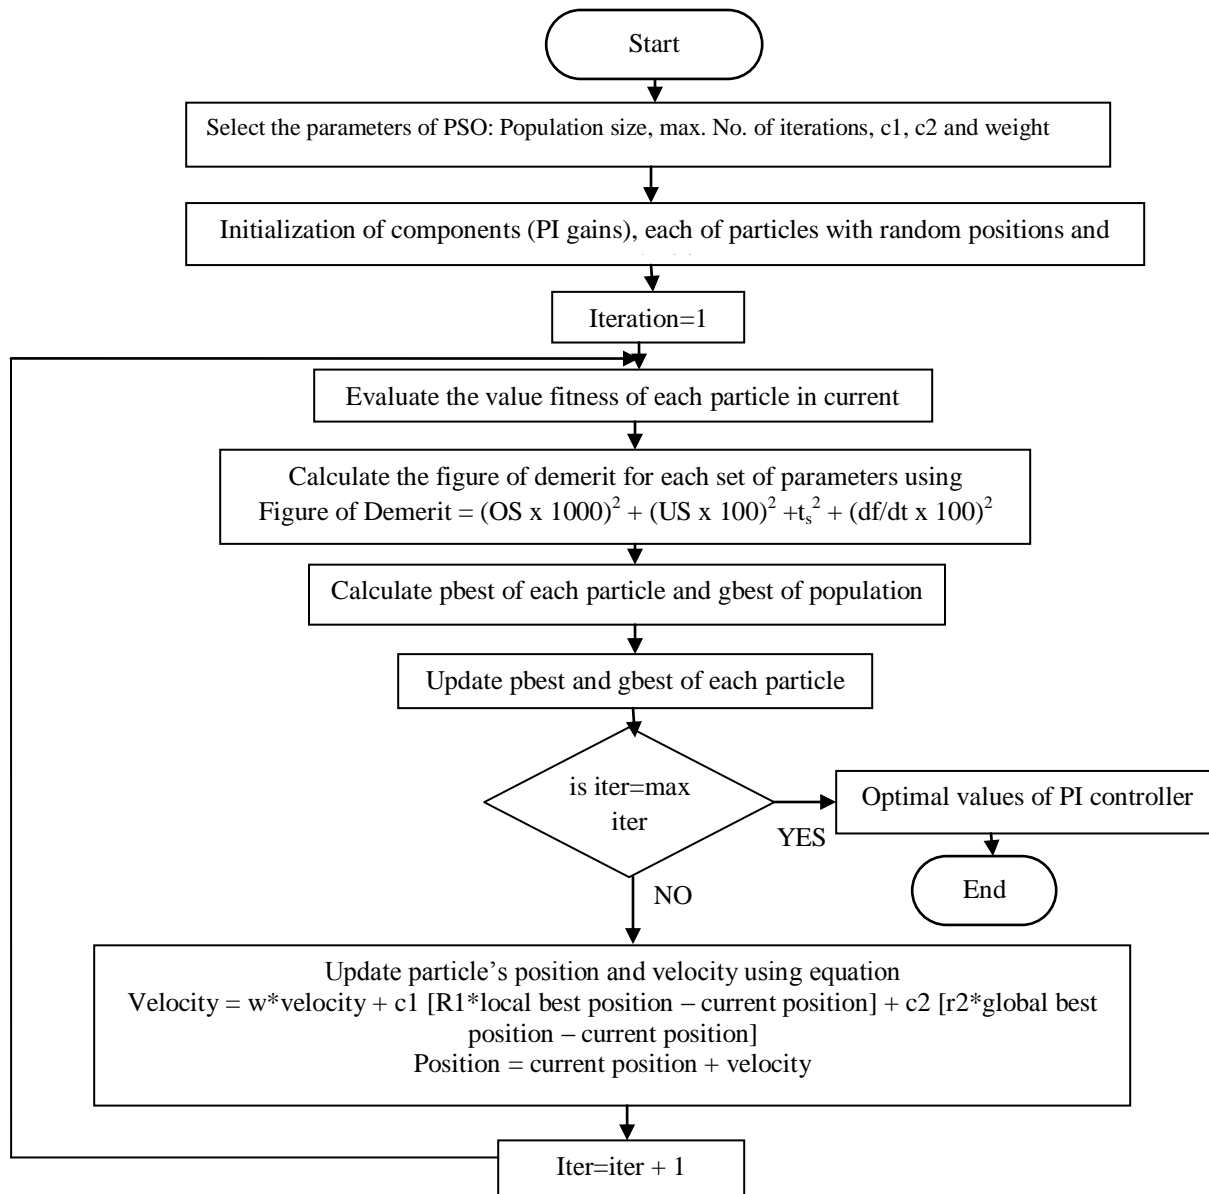 Start
Select the parameters of PSO: Population size, max. No. of iterations, c1, c2 and weight
Initialization of components (PI gains), each of particles with random positions and
Iteration=1
Evaluate the value fitness of each particle in current
Calculate the figure of demerit for each set of parameters using
Figure of Demerit = (OS x 1000)² + (US x 100)² +tₛ² + (df/dt x 100)²
Calculate pbest of each particle and gbest of population
Update pbest and gbest of each particle
is iter=max
iter
YES
Optimal values of PI controller
End
NO
Update particle’s position and velocity using equation
Velocity = w*velocity + c1 [R1*local best position – current position] + c2 [r2*global best
position – current position]
Position = current position + velocity
Iter=iter + 1